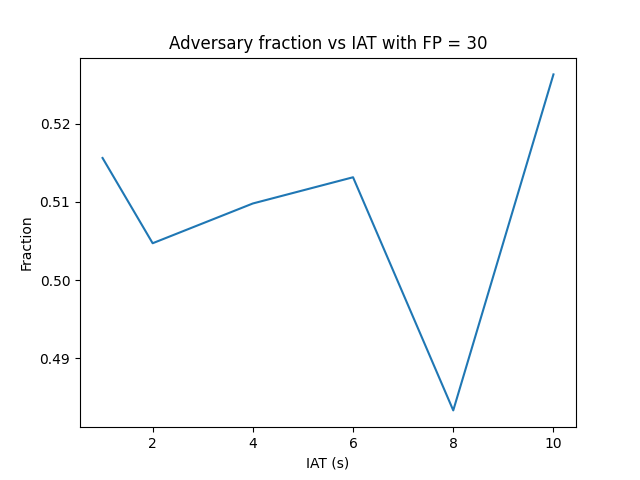 Adversary fraction vs IAT with FP = 30
0.52
0.51
0.50
0.49
Fraction
2 4 6 8 10
IAT (s)